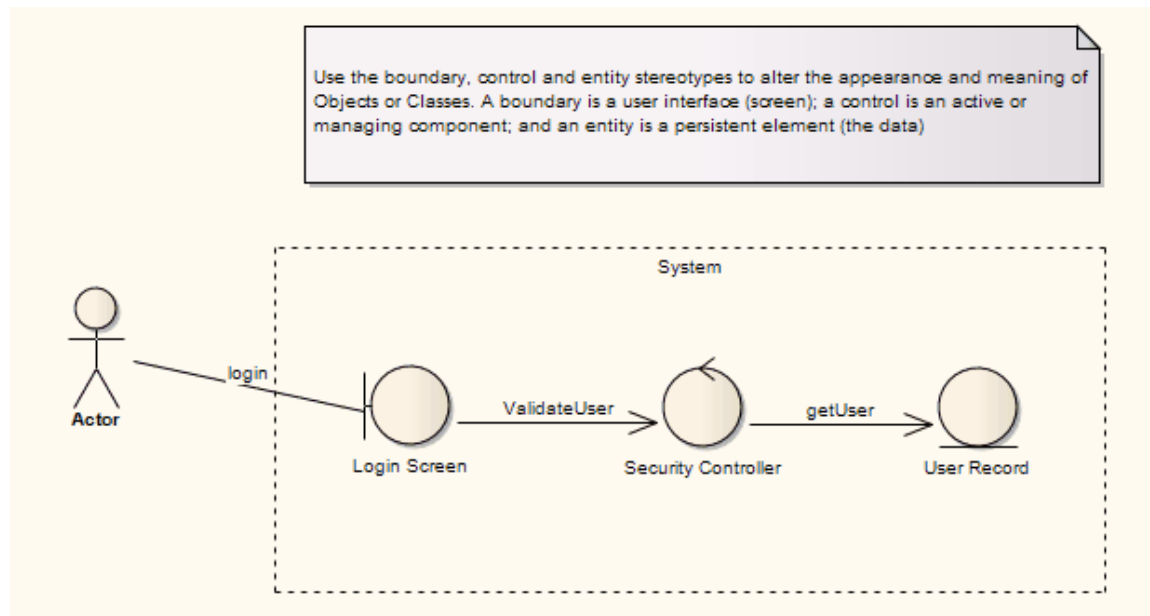 Use the boundary, control and entity stereotypes to alter the appearance and meaning of
Objects or Classes. A boundary is a user interface (screen); a control is an active or
managing component; and an entity is a persistent element (the data)
System
login
ValidateUser
getUser
Actor
Login Screen
Security Controller
User Record